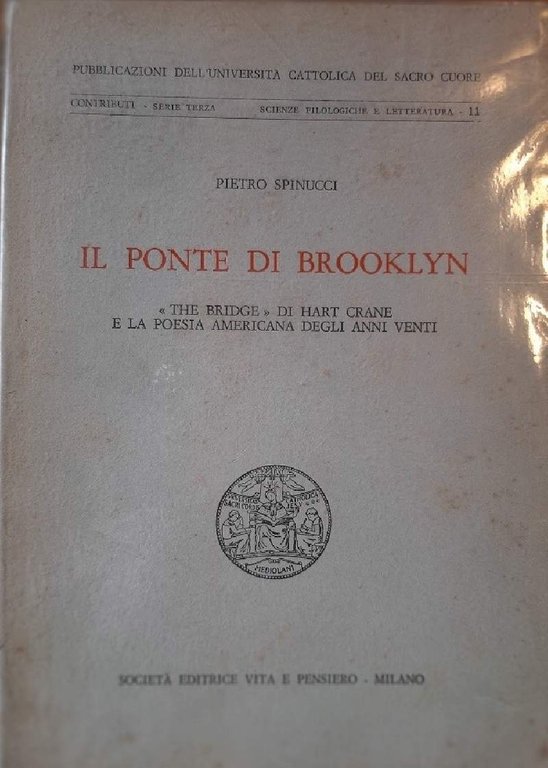 PUBBLICAZIONI DELL'UNIVERSITÀ CATTOLICA DEL SACRO CUORE
CONTRIBUTI - SERIE TERZA SCIENZE FILOLOGICHE E LETTERATURA - 11
PIETRO SPINUCCI
IL PONTE DI BROOKLYN
« THE BRIDGE » DI HART CRANE
E LA POESIA AMERICANA DEGLI ANNI VENTI
MEDIOLANI
SOCIETÀ EDITRICE VITA E PENSIERO - MILANO